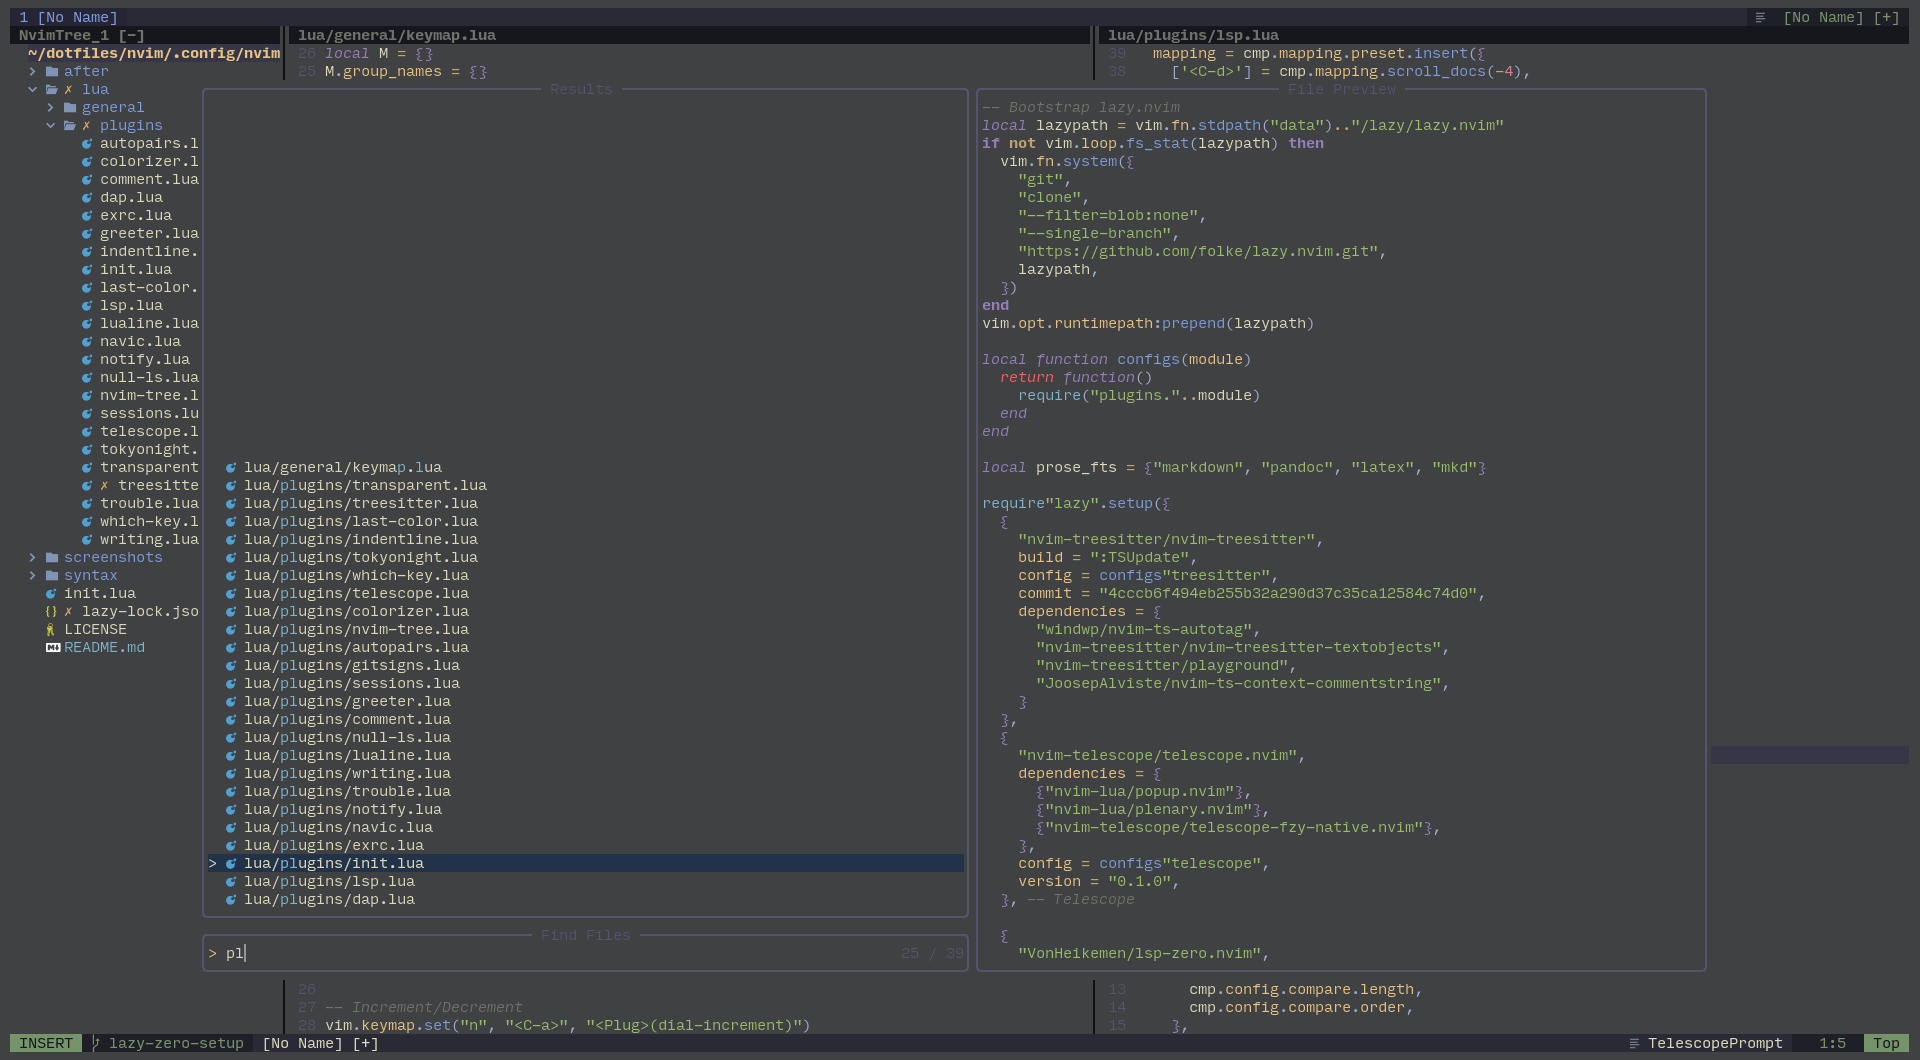 1 [No Name]
[No Name] [+]
NvimTree_1 [-]
~/dotfiles/nvim/.config/nvim
after
✗ lua
general
✗ plugins
autopairs.l
colorizer.l
comment.lua
dap.lua
exrc.lua
greeter.lua
indentline.
init.lua
last-color.
lsp.lua
lualine.lua
navic.lua
notify.lua
null-ls.lua
nvim-tree.l
sessions.lu
telescope.l
tokyonight.
transparent
✗ treesitte
trouble.lua
which-key.l
writing.lua
screenshots
syntax
init.lua
{} ✗ lazy-lock.jso
LICENSE
README.md
lua/general/keymap.lua
26 local M = {}
25 M.group_names = {}
lua/plugins/lsp.lua
39 mapping = cmp.mapping.preset.insert({
38 ['<C-d>'] = cmp.mapping.scroll_docs(-4),
Results
lua/general/keymap.lua
lua/plugins/transparent.lua
lua/plugins/treesitter.lua
lua/plugins/last-color.lua
lua/plugins/indentline.lua
lua/plugins/tokyonight.lua
lua/plugins/which-key.lua
lua/plugins/telescope.lua
lua/plugins/colorizer.lua
lua/plugins/nvim-tree.lua
lua/plugins/autopairs.lua
lua/plugins/gitsigns.lua
lua/plugins/sessions.lua
lua/plugins/greeter.lua
lua/plugins/comment.lua
lua/plugins/null-ls.lua
lua/plugins/lualine.lua
lua/plugins/writing.lua
lua/plugins/trouble.lua
lua/plugins/notify.lua
lua/plugins/navic.lua
lua/plugins/exrc.lua
> lua/plugins/init.lua
lua/plugins/lsp.lua
lua/plugins/dap.lua
Find Files
> pl
25 / 39
File Preview
-- Bootstrap lazy.nvim
local lazypath = vim.fn.stdpath("data").."/lazy/lazy.nvim"
if not vim.loop.fs_stat(lazypath) then
vim.fn.system({
"git",
"clone",
"--filter=blob:none",
"--single-branch",
"https://github.com/folke/lazy.nvim.git",
lazypath,
})
end
vim.opt.runtimepath:prepend(lazypath)
local function configs(module)
return function()
require("plugins."..module)
end
end
local prose_fts = {"markdown", "pandoc", "latex", "mkd"}
require"lazy".setup({
{
"nvim-treesitter/nvim-treesitter",
build = ":TSUpdate",
config = configs"treesitter",
commit = "4cccb6f494eb255b32a290d37c35ca12584c74d0",
dependencies = {
"windwp/nvim-ts-autotag",
"nvim-treesitter/nvim-treesitter-textobjects",
"nvim-treesitter/playground",
"JoosepAlviste/nvim-ts-context-commentstring",
}
},
{
"nvim-telescope/telescope.nvim",
dependencies = {
{"nvim-lua/popup.nvim"},
{"nvim-lua/plenary.nvim"},
{"nvim-telescope/telescope-fzy-native.nvim"},
},
config = configs"telescope",
version = "0.1.0",
}, -- Telescope
{
"VonHeikemen/lsp-zero.nvim",
26
27 -- Increment/Decrement
28 vim.keymap.set("n", "<C-a>", "<Plug>(dial-increment)")
13 cmp.config.compare.length,
14 cmp.config.compare.order,
15 },
INSERT lazy-zero-setup [No Name] [+]
TelescopePrompt 1:5 Top